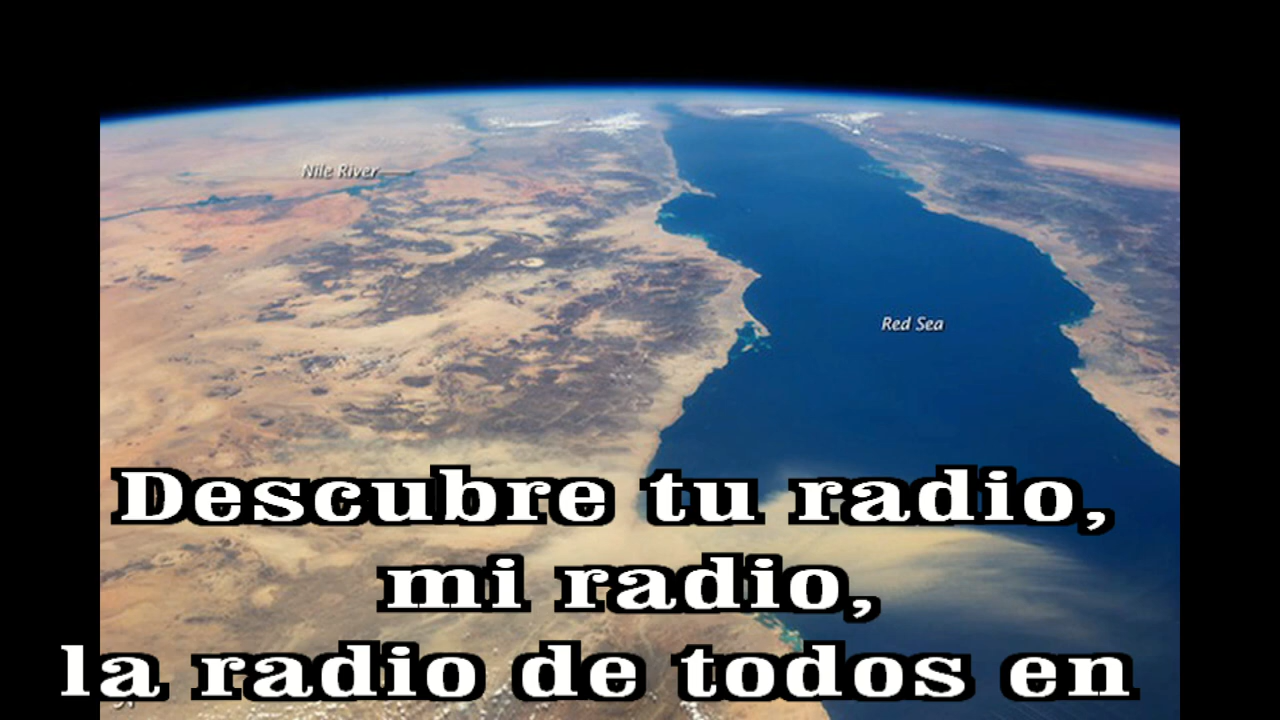 Nile River
Red Sea
Descubre tu radio,
mi radio,
la radio de todos en